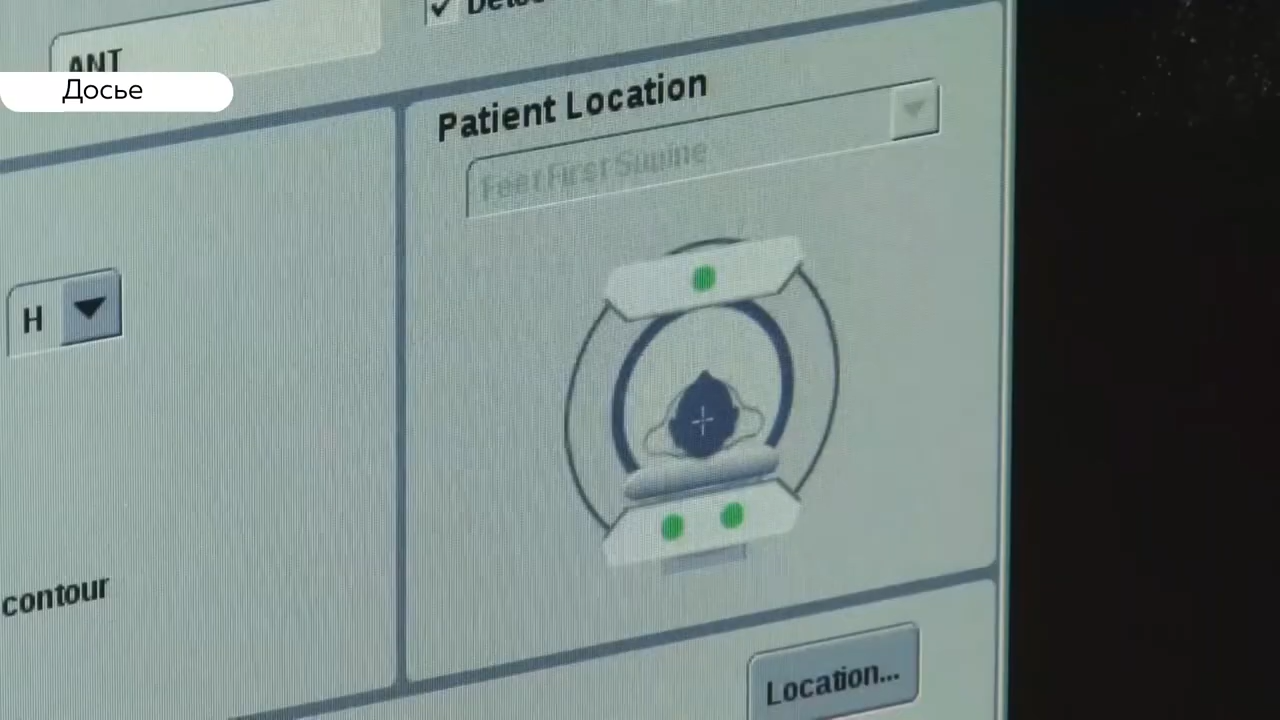 ANT
Досье
Patient Location
Feet First Supine
H
contour
Location...